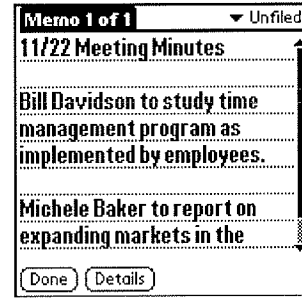 Memo 1 of 1
Unfiled
11/22 Meeting Minutes
Bill Davidson to study time
management program as
implemented by employees.
Michele Baker to report on
expanding markets in the
Done Details